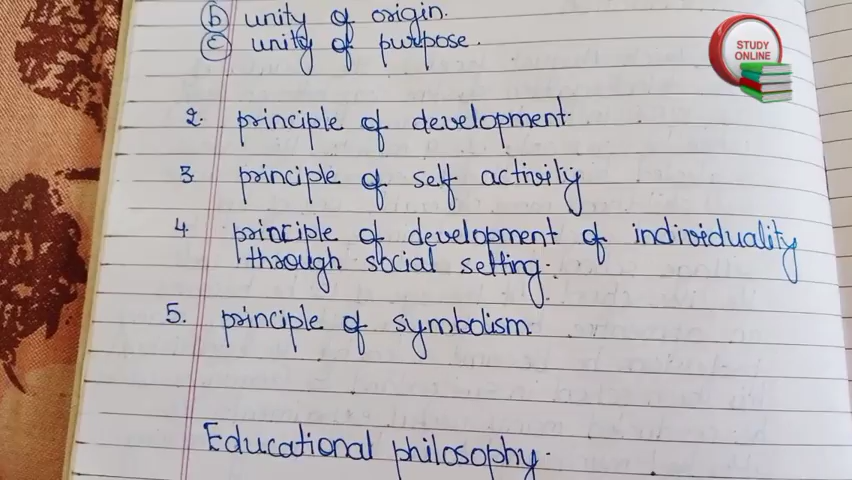 (b) unity of origin.
(c) unity of purpose.
STUDY
ONLINE
2. principle of development.
3 principle of self activity
4. principle of development of individuality
through social setting.
5. principle of symbolism.
Educational philosophy.